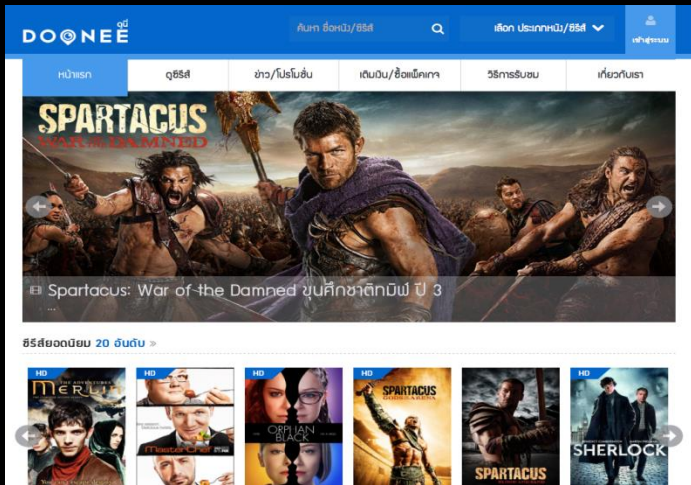 DOONEE ดูนี่
ค้นหา ชื่อหนัง/ซีรีส์
เลือก ประเภทหนัง/ซีรีส์
เข้าสู่ระบบ
หน้าแรก ดูซีรีส์ ข่าว/โปรโมชั่น เติมเงิน/ซื้อแพ็คเกจ วิธีการรับชม เกี่ยวกับเรา
SPARTACUS
WAR OF THE DAMNED
Spartacus: War of the Damned ขุนศึกชาติทมิฬ ปี 3
...
ซีรีส์ยอดนิยม 20 อันดับ »
HD HD HD HD HD
THE ADVENTURES OF
MERLIN
MasterChef
ORPHAN
BLACK
SPARTACUS
GODS of the ARENA
SPARTACUS
SHERLOCK